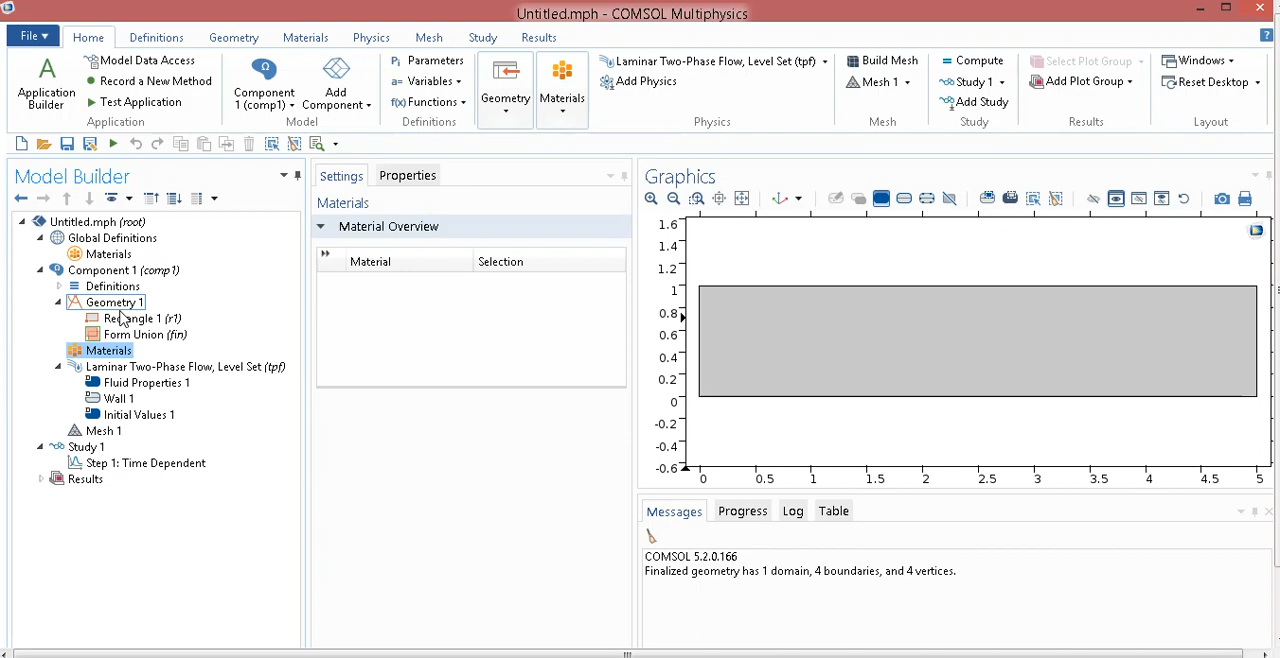 Untitled.mph - COMSOL Multiphysics
File Home Definitions Geometry Materials Physics Mesh Study Results
Application Builder
Model Data Access
Record a New Method
Test Application
Application
Component 1 (comp1)
Add Component
Model
Pi Parameters
a= Variables
f(x) Functions
Definitions
Geometry
Materials
Laminar Two-Phase Flow, Level Set (tpf)
Add Physics
Physics
Build Mesh
Mesh 1
Mesh
= Compute
Study 1
Add Study
Study
Select Plot Group
Add Plot Group
Results
Windows
Reset Desktop
Layout
Model Builder
Untitled.mph (root)
Global Definitions
Materials
Component 1 (comp1)
Definitions
Geometry 1
Rectangle 1 (r1)
Form Union (fin)
Materials
Laminar Two-Phase Flow, Level Set (tpf)
Fluid Properties 1
Wall 1
Initial Values 1
Mesh 1
Study 1
Step 1: Time Dependent
Results
Settings Properties
Materials
Material Overview
Material Selection
Graphics
1.6
1.4
1.2
1
0.8
0.6
0.4
0.2
0
-0.2
-0.4
-0.6
0 0.5 1 1.5 2 2.5 3 3.5 4 4.5 5
Messages Progress Log Table
COMSOL 5.2.0.166
Finalized geometry has 1 domain, 4 boundaries, and 4 vertices.